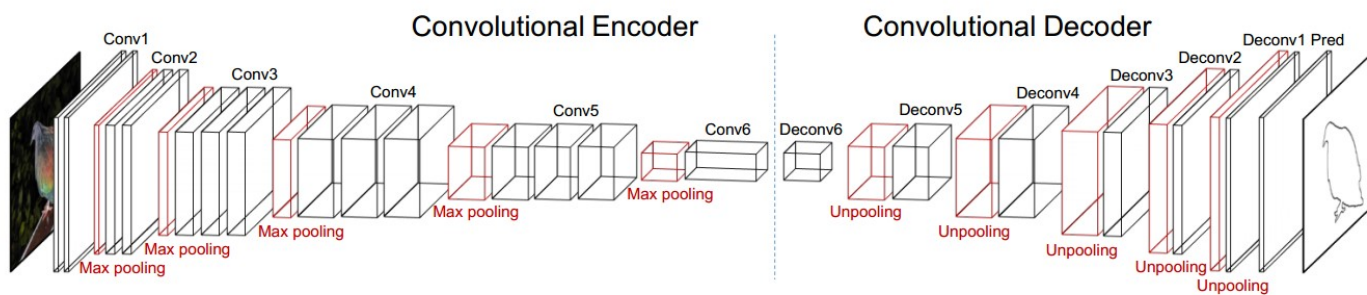 Convolutional Encoder
Convolutional Decoder
Conv1
Conv2
Conv3
Conv4
Conv5
Conv6
Deconv6
Deconv5
Deconv4
Deconv3
Deconv2
Deconv1 Pred
Max pooling
Max pooling
Max pooling
Max pooling
Max pooling
Unpooling
Unpooling
Unpooling
Unpooling
Unpooling